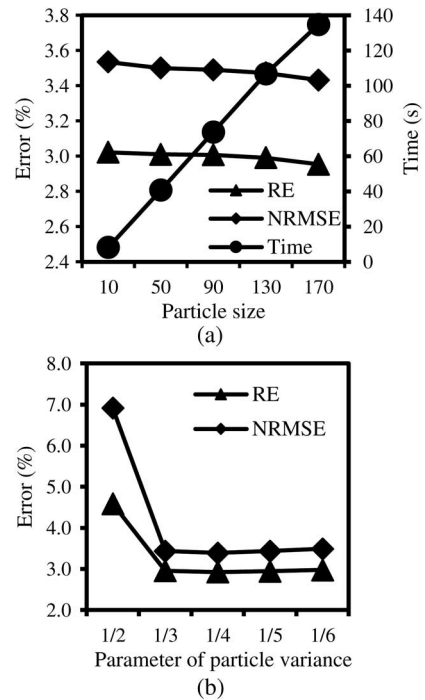 3.8
3.6
3.4
3.2
3.0
2.8
2.6
2.4
Error (%)
140
120
100
80
60
40
20
0
Time (s)
RE
NRMSE
Time
10 50 90 130 170
Particle size
(a)
8.0
7.0
6.0
5.0
4.0
3.0
2.0
Error (%)
RE
NRMSE
1/2 1/3 1/4 1/5 1/6
Parameter of particle variance
(b)